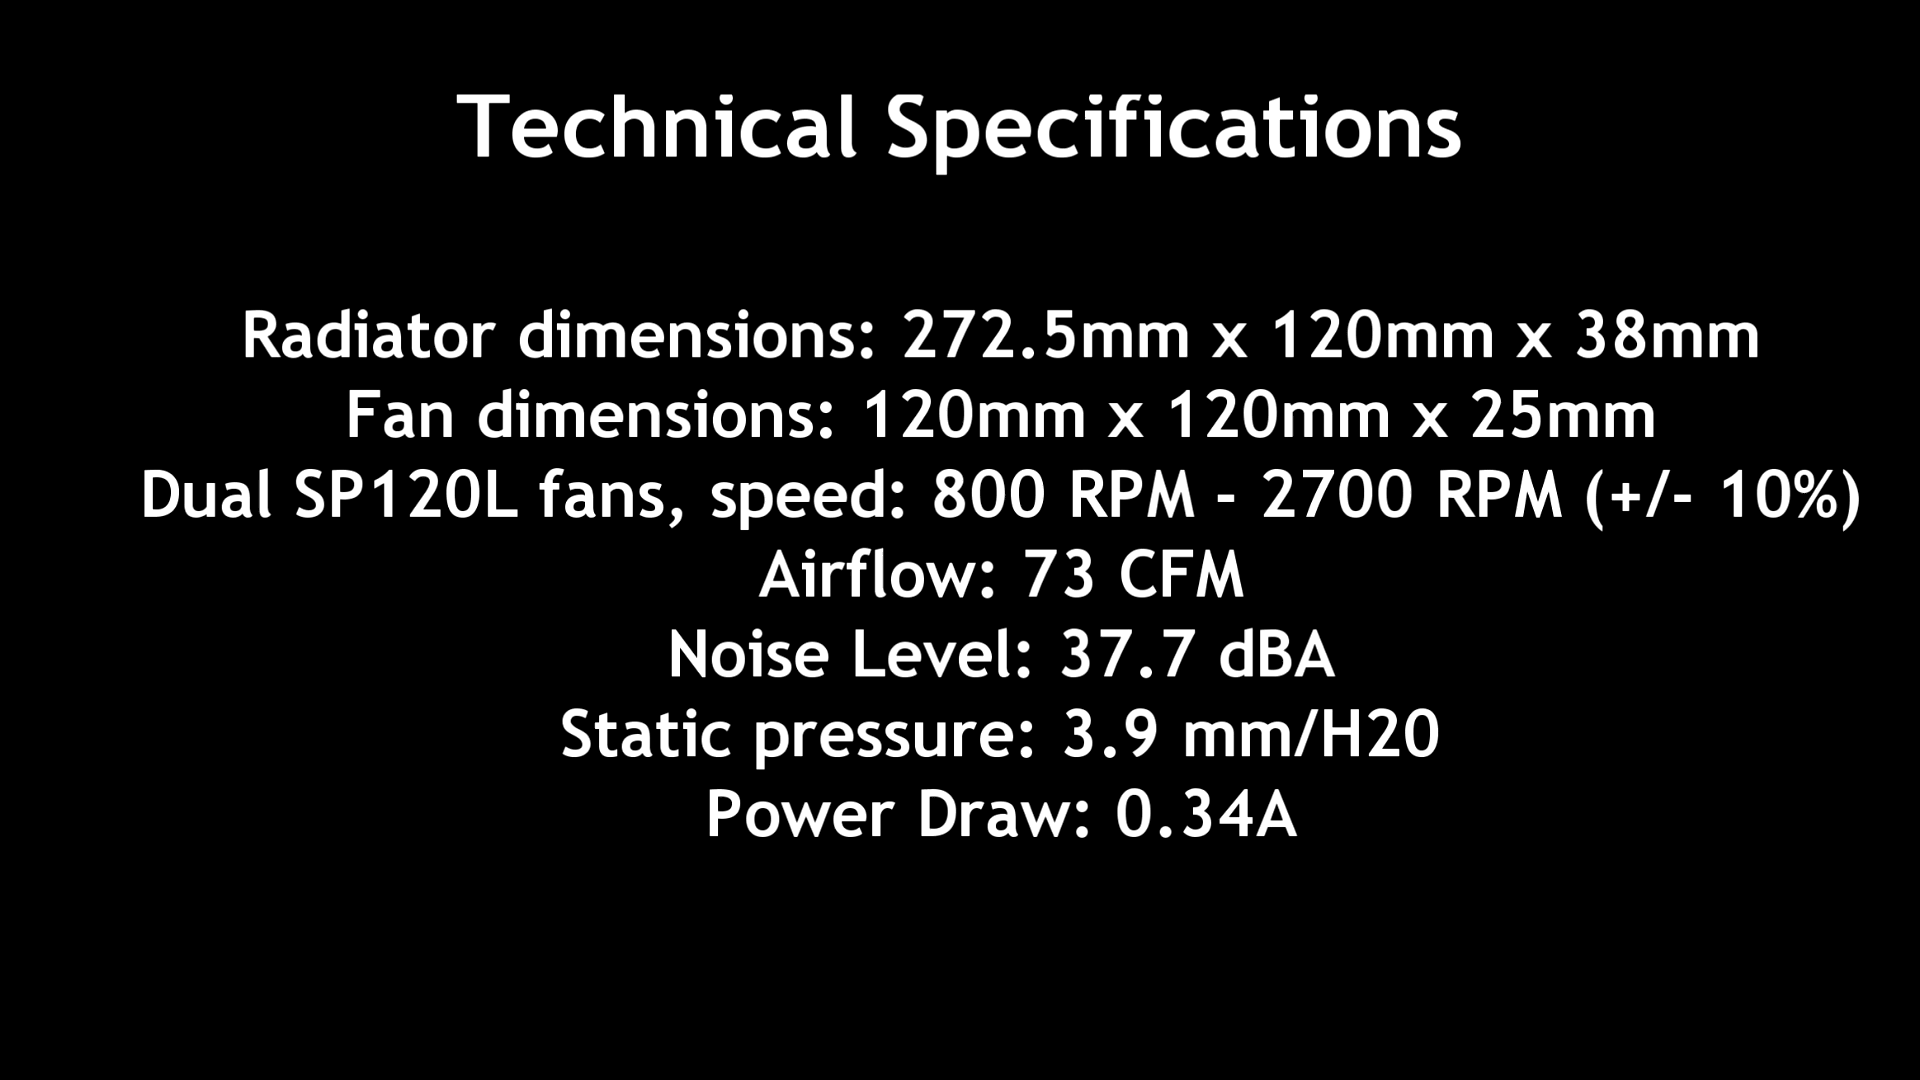 Technical Specifications
Radiator dimensions: 272.5mm x 120mm x 38mm
Fan dimensions: 120mm x 120mm x 25mm
Dual SP120L fans, speed: 800 RPM - 2700 RPM (+/- 10%)
Airflow: 73 CFM
Noise Level: 37.7 dBA
Static pressure: 3.9 mm/H20
Power Draw: 0.34A